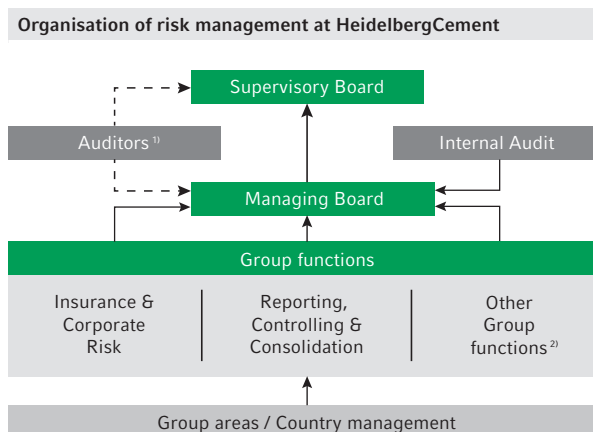 Organisation of risk management at HeidelbergCement
Supervisory Board
Auditors 1)
Internal Audit
Managing Board
Group functions
Insurance &
Corporate
Risk
Reporting,
Controlling &
Consolidation
Other
Group
functions 2)
Group areas / Country management